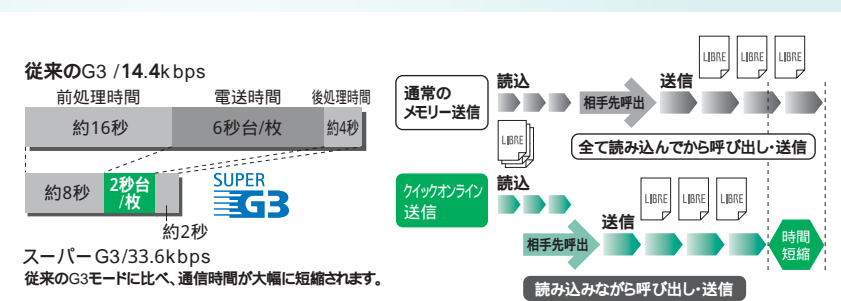 従来のG3 /14.4kbps
前処理時間 電送時間 後処理時間
約16秒 6秒台/枚 約4秒
約8秒 2秒台
/枚
SUPER
G3
約2秒
スーパーG3/33.6kbps
従来のG3モードに比べ、通信時間が大幅に短縮されます。
通常の
メモリー送信
読込
相手先呼出
送信
LIBRE LIBRE LIBRE
LIBRE
全て読み込んでから呼び出し・送信
クイックオンライン
送信
読込
相手先呼出
送信
LIBRE LIBRE LIBRE
時間
短縮
読み込みながら呼び出し・送信